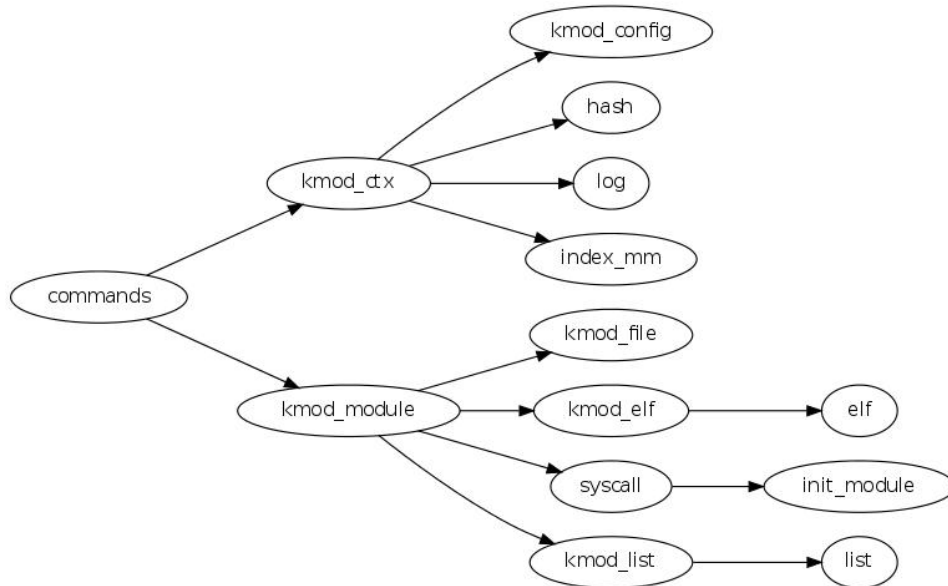 kmod_config
hash
kmod_ctx
log
index_mm
commands
kmod_file
kmod_module
kmod_elf
elf
syscall
init_module
kmod_list
list